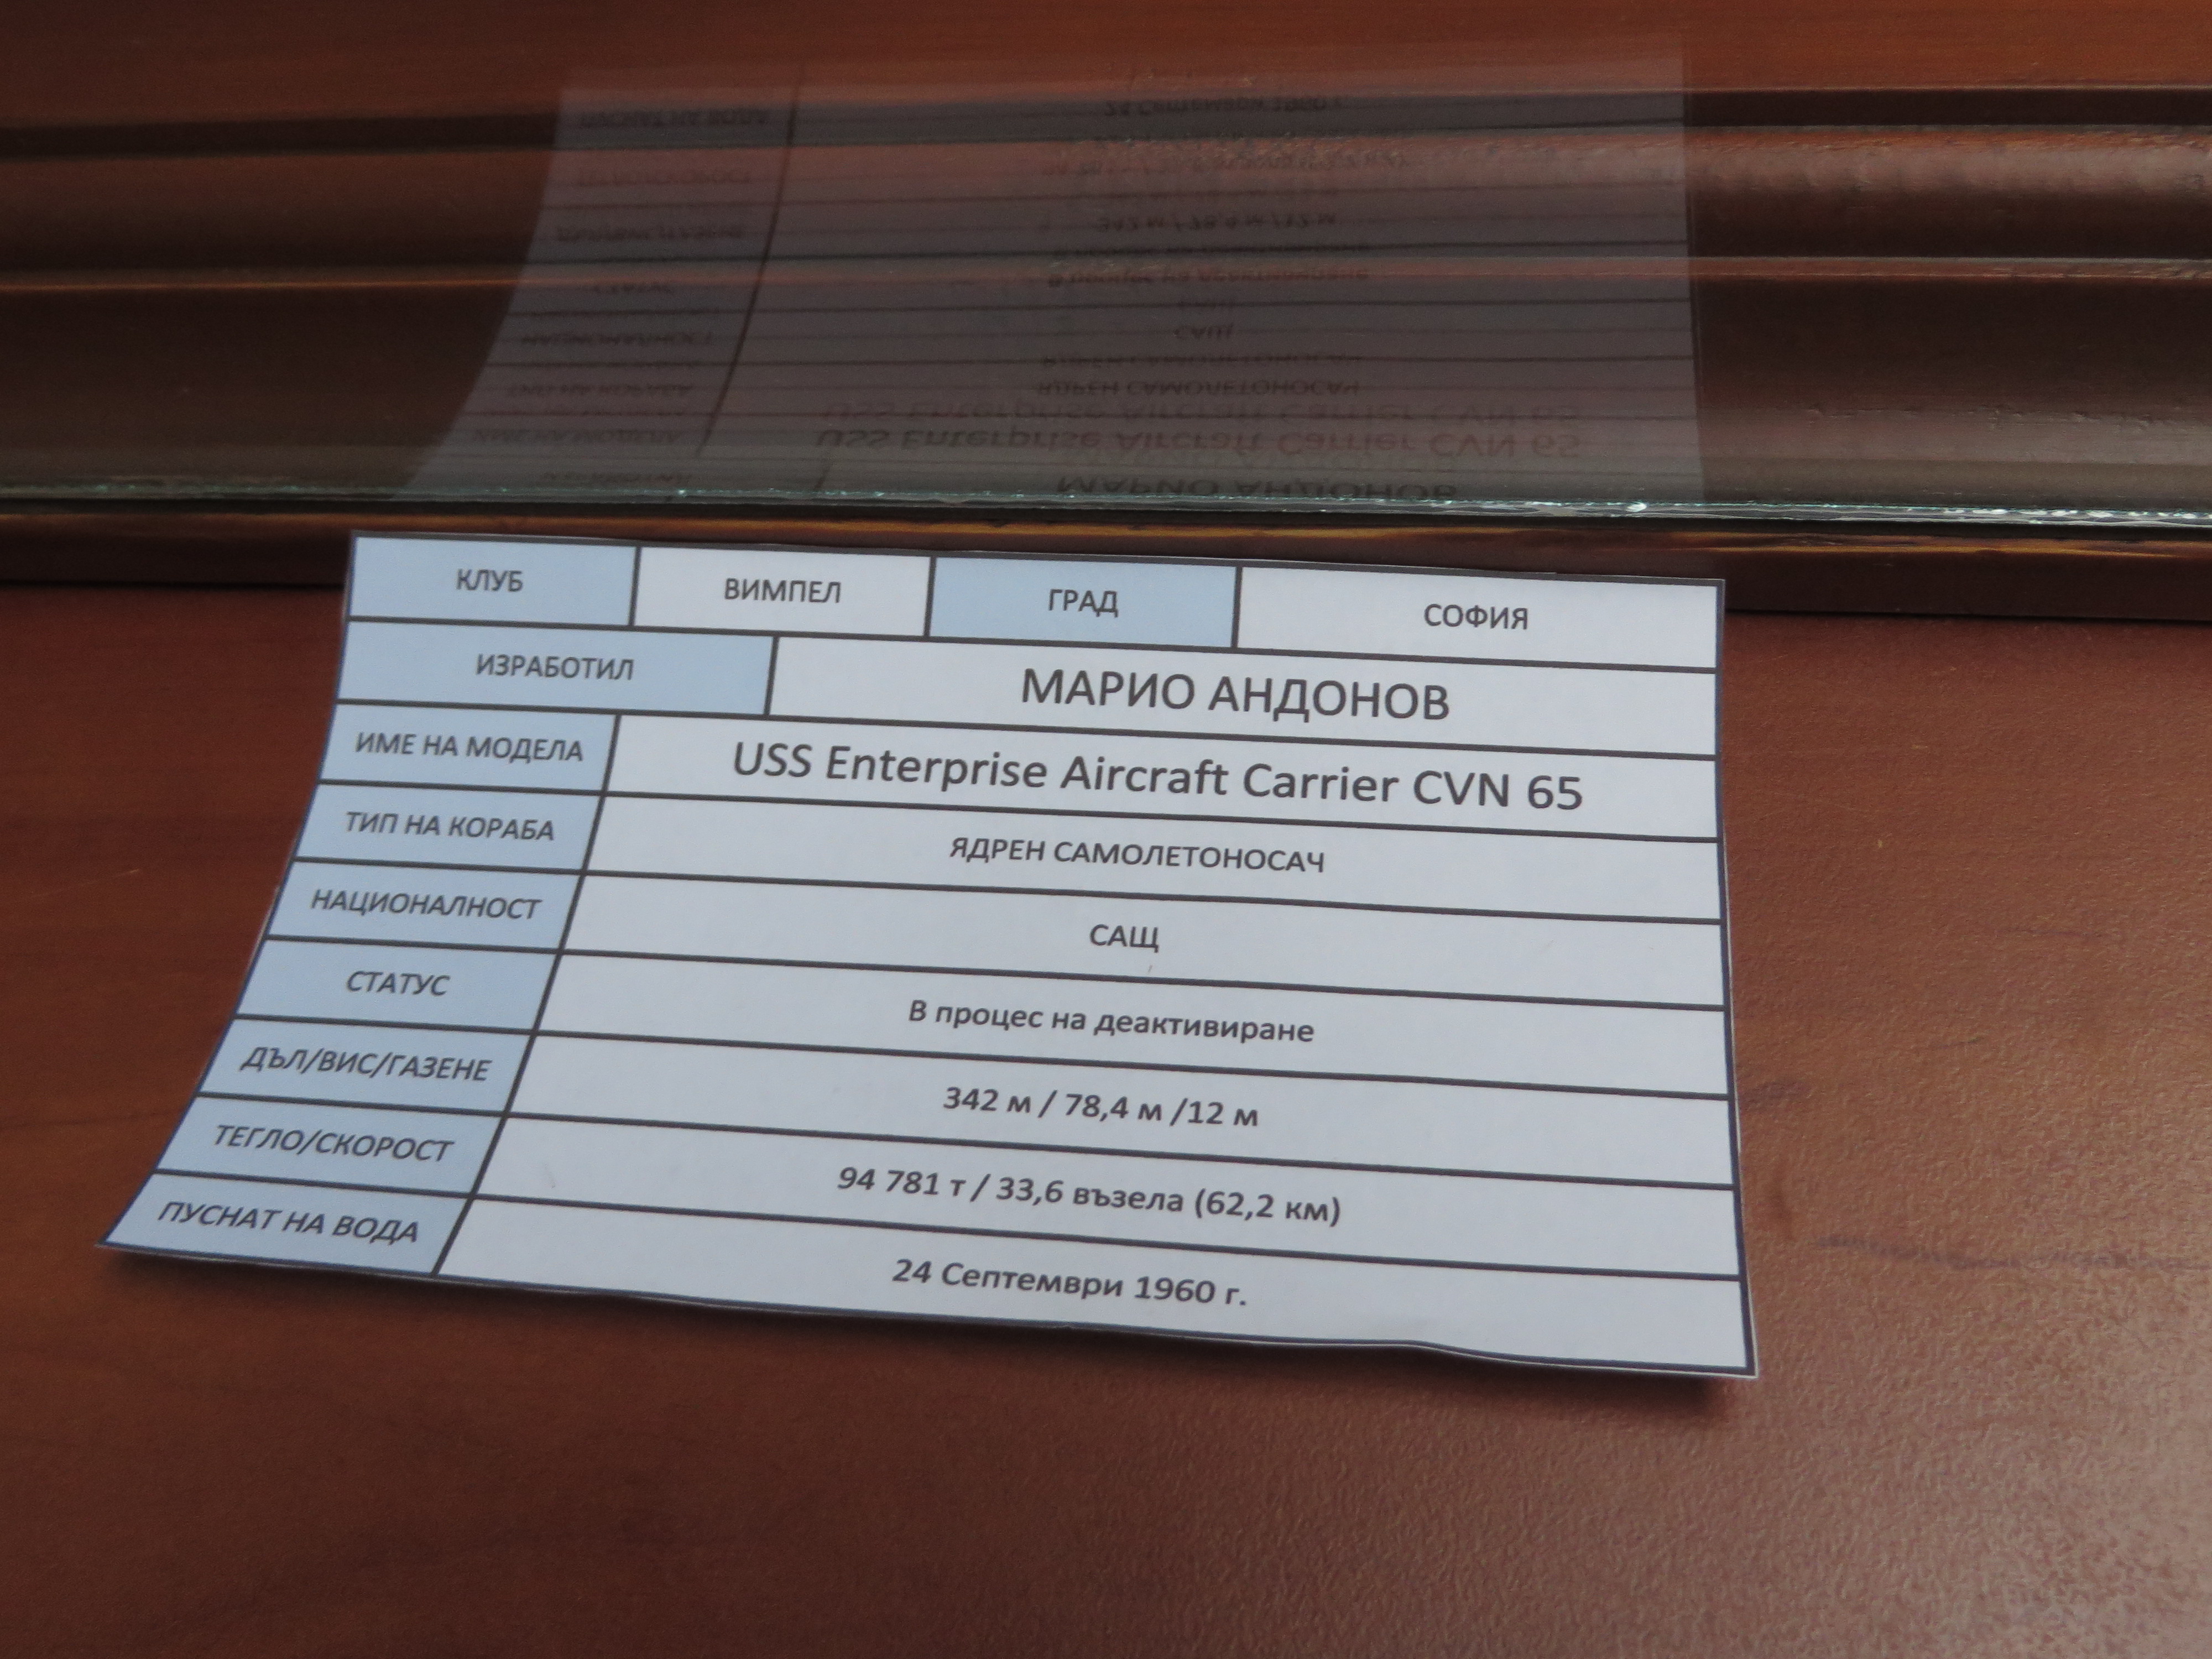 КЛУБ ВИМПЕЛ ГРАД СОФИЯ
ИЗРАБОТИЛ МАРИО АНДОНОВ
ИМЕ НА МОДЕЛА USS Enterprise Aircraft Carrier CVN 65
ТИП НА КОРАБА ЯДРЕН САМОЛЕТОНОСАЧ
НАЦИОНАЛНОСТ САЩ
СТАТУС В процес на деактивиране
ДЪЛ/ВИС/ГАЗЕНЕ 342 м / 78,4 м /12 м
ТЕГЛО/СКОРОСТ 94 781 т / 33,6 възела (62,2 км)
ПУСНАТ НА ВОДА 24 Септември 1960 г.